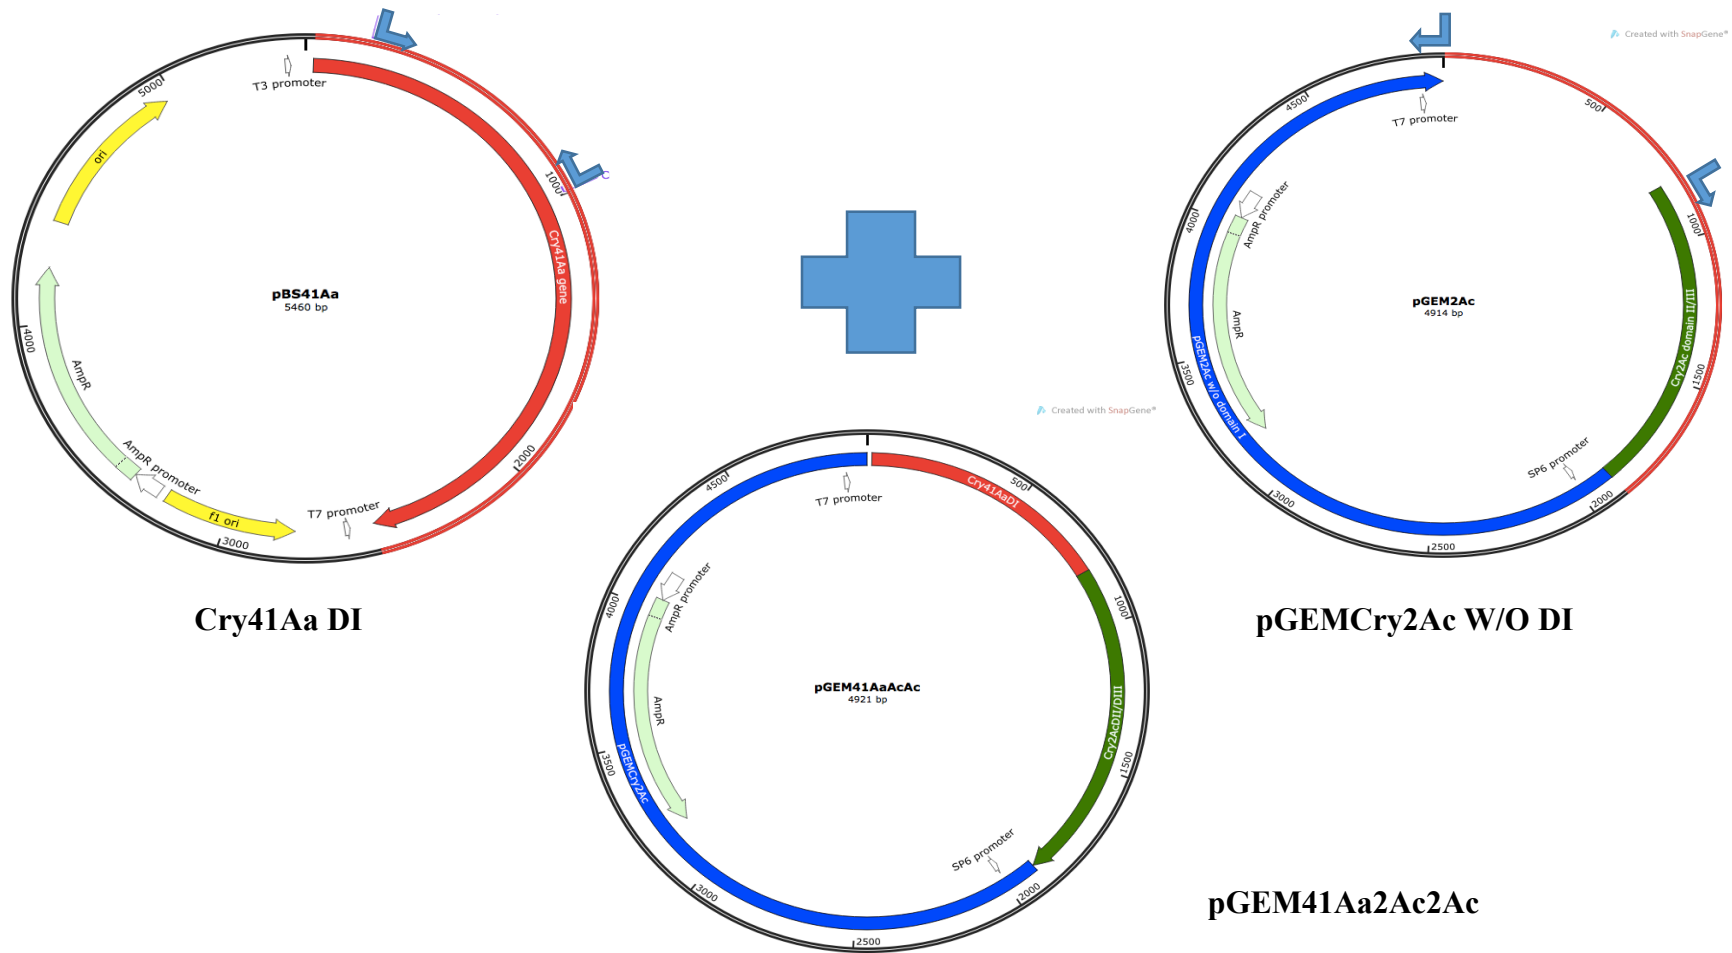 T3 promoter
5000
ori
1000
C
Cry41Aa gene
pBS41Aa
5460 bp
4000
AmpR
AmpR promoter
2000
T7 promoter
f1 ori
3000
Cry41Aa DI
Created with SnapGene®
4500
500
T7 promoter
AmpR promoter
4000
1000
pGEM2Ac
4914 bp
AmpR
Cry2Ac domain II/III
3500
pGEM2Ac w/o domain I
1500
SP6 promoter
3000
2000
2500
pGEMCry2Ac W/O DI
Created with SnapGene®
4500
Cry41AaDI
500
T7 promoter
AmpR promoter
4000
1000
pGEM41AaAcAc
4921 bp
AmpR
Cry2AcDII/DIII
3500
pGEMCry2Ac
1500
SP6 promoter
3000
2000
2500
pGEM41Aa2Ac2Ac